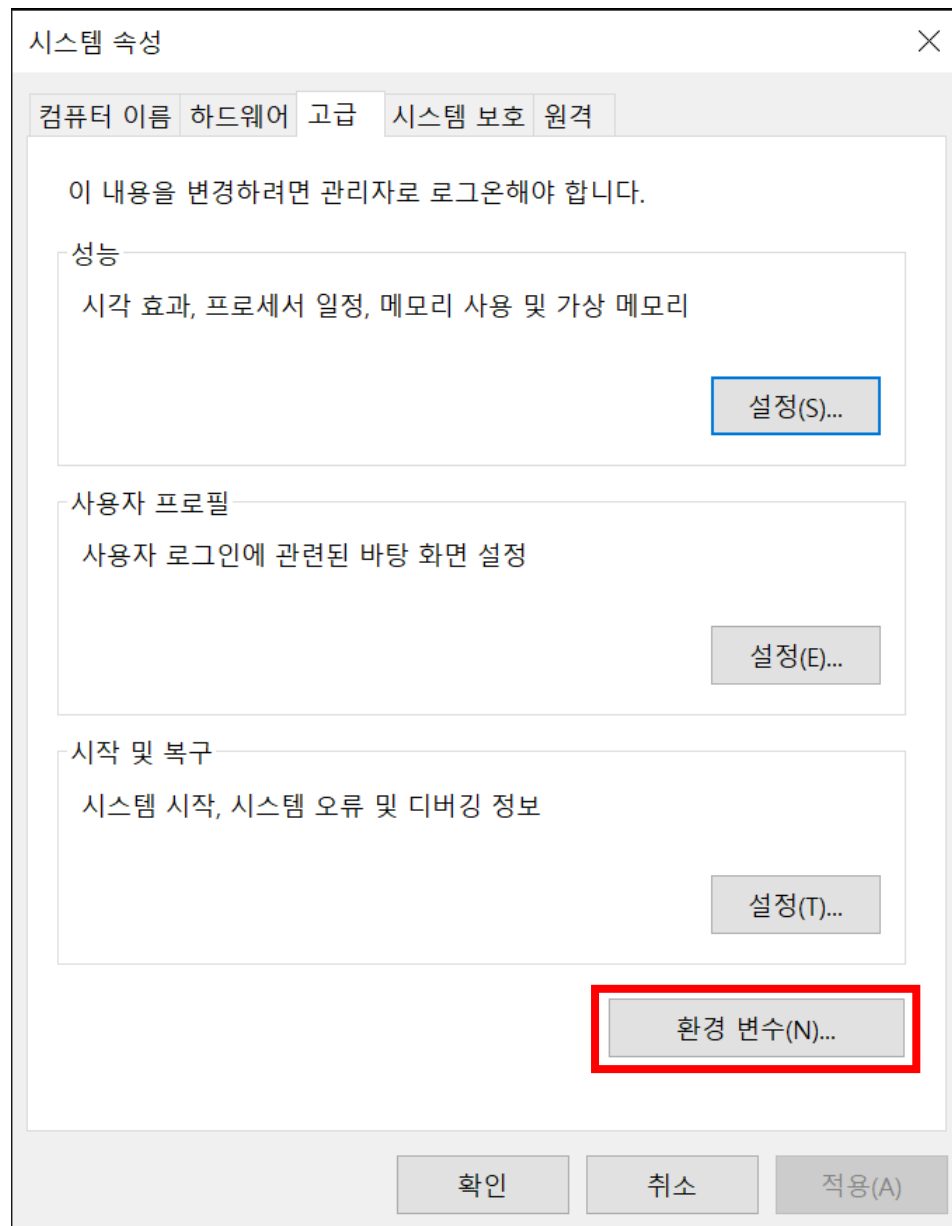 시스템 속성
컴퓨터 이름 하드웨어 고급 시스템 보호 원격
이 내용을 변경하려면 관리자로 로그온해야 합니다.
성능
시각 효과, 프로세서 일정, 메모리 사용 및 가상 메모리
설정(S)...
사용자 프로필
사용자 로그인에 관련된 바탕 화면 설정
설정(E)...
시작 및 복구
시스템 시작, 시스템 오류 및 디버깅 정보
설정(T)...
환경 변수(N)...
확인 취소 적용(A)